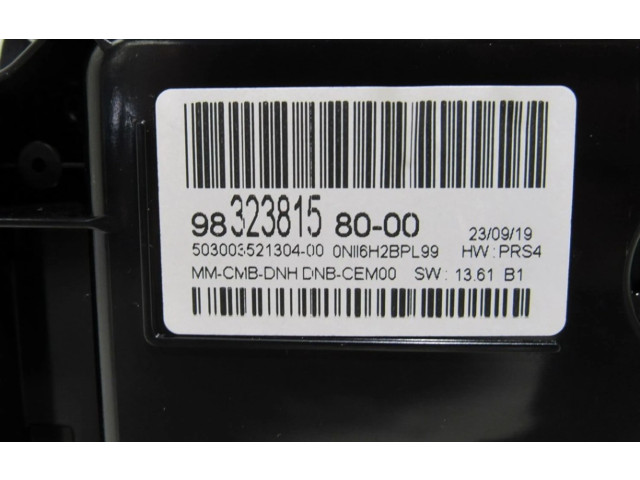 98 323815 80-00 23/09/19
503003521304-00 0NII6H2BPL99 HW: PRS4
MM-CMB-DNH DNB-CEM00 SW: 13.61 B1